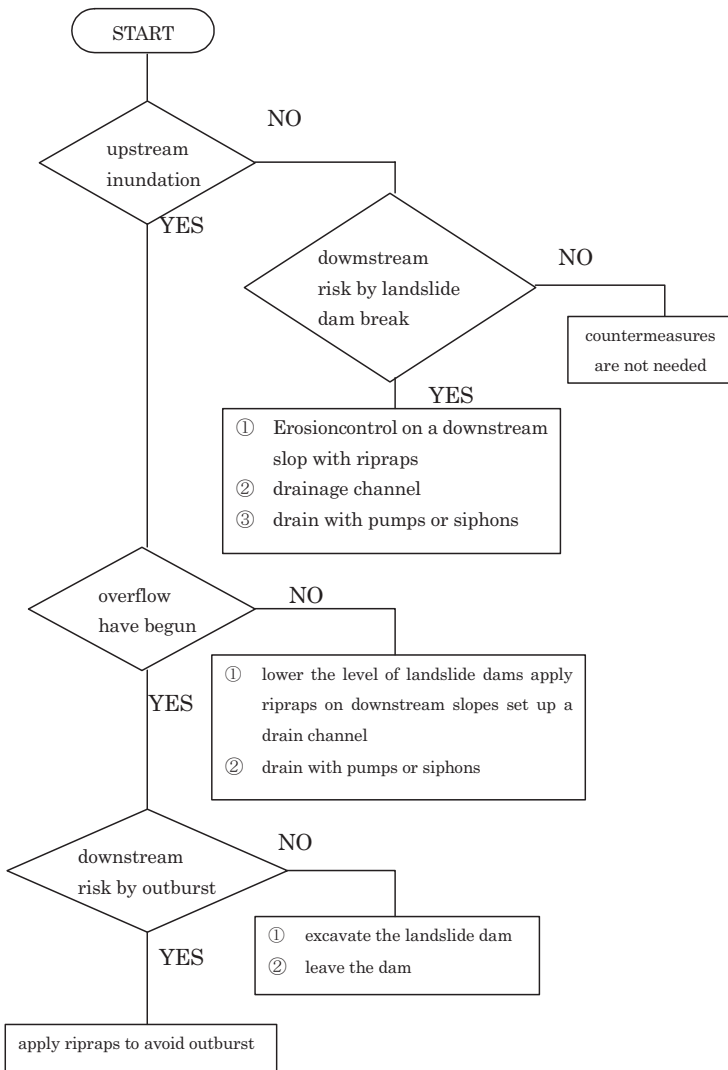 START
NO
upstream
inundation
YES
dowmstream
risk by landslide
dam break
NO
countermeasures
are not needed
YES
① Erosioncontrol on a downstream
slop with ripraps
② drainage channel
③ drain with pumps or siphons
overflow
have begun
NO
① lower the level of landslide dams apply
ripraps on downstream slopes set up a
drain channel
② drain with pumps or siphons
YES
downstream
risk by outburst
NO
① excavate the landslide dam
② leave the dam
YES
apply ripraps to avoid outburst